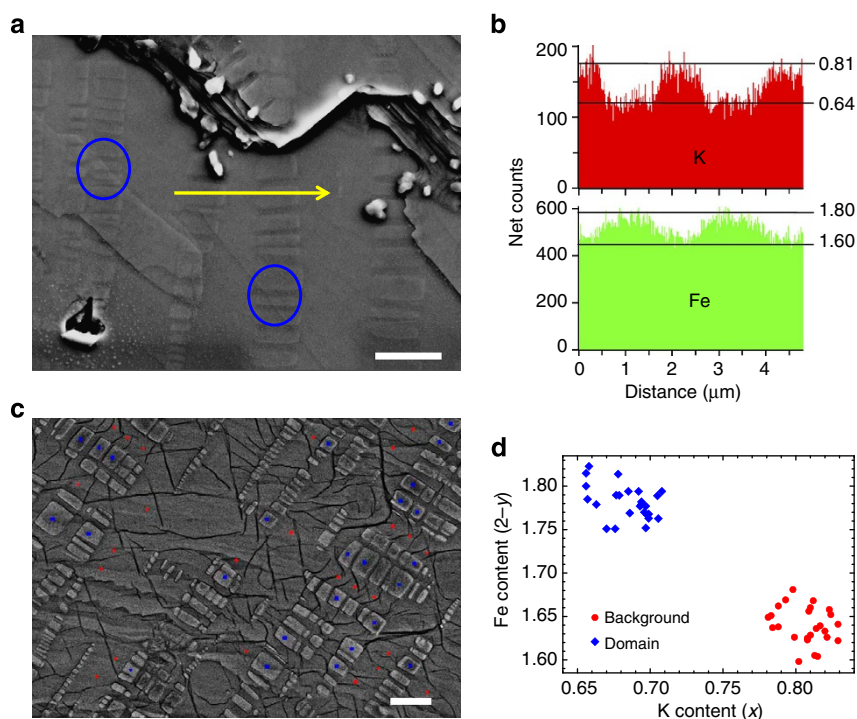 a
b
200
100
0
Net counts
K
0.81
0.64
600
400
200
0
Fe
1.80
1.60
0 1 2 3 4
Distance (μm)
c
d
1.80
1.75
1.70
1.65
1.60
Fe content (2–y)
Background
Domain
0.65 0.70 0.75 0.80
K content (x)